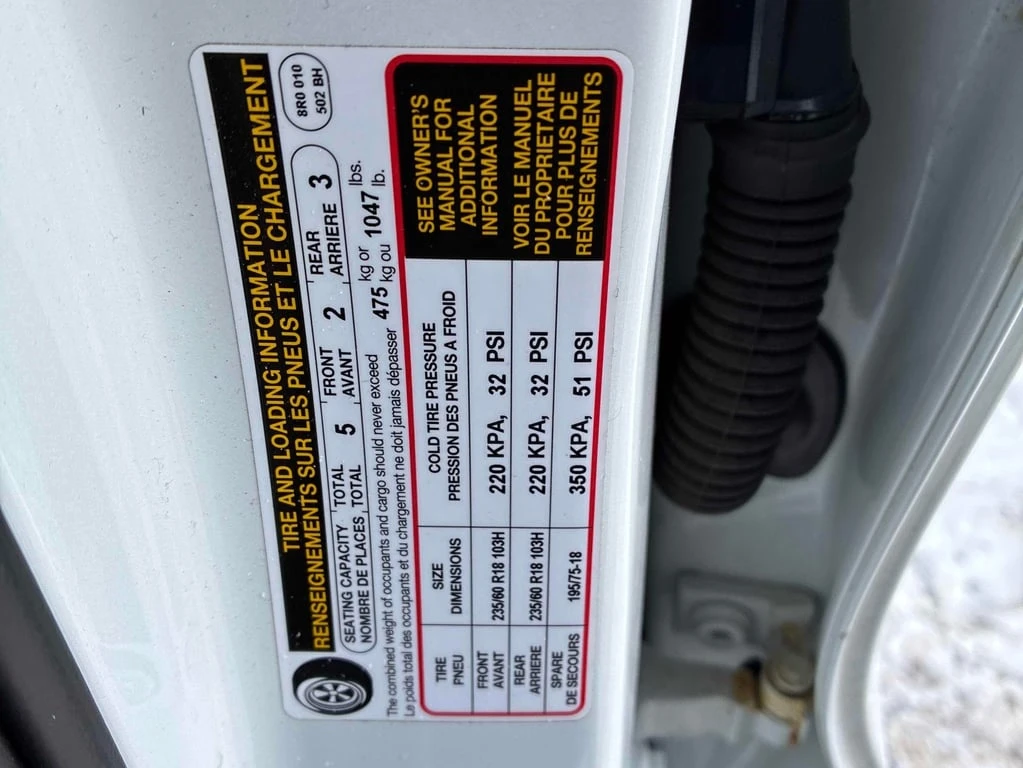 TIRE AND LOADING INFORMATION
RENSEIGNEMENTS SUR LES PNEUS ET LE CHARGEMENT
8R0 010
502 BH
SEATING CAPACITY TOTAL 5 FRONT 2 REAR 3
NOMBRE DE PLACES TOTAL AVANT ARRIERE
The combined weight of occupants and cargo should never exceed 475 kg or 1047 lbs.
Le poids total des occupants et du chargement ne doit jamais dépasser kg ou lb.
TIRE SIZE COLD TIRE PRESSURE
PNEU DIMENSIONS PRESSION DES PNEUS A FROID
FRONT
AVANT 235/60 R18 103H 220 KPA, 32 PSI
REAR
ARRIERE 235/60 R18 103H 220 KPA, 32 PSI
SPARE
DE SECOURS 195/75-18 350 KPA, 51 PSI
SEE OWNER'S
MANUAL FOR
ADDITIONAL
INFORMATION
VOIR LE MANUEL
DU PROPRIETAIRE
POUR PLUS DE
RENSEIGNEMENTS